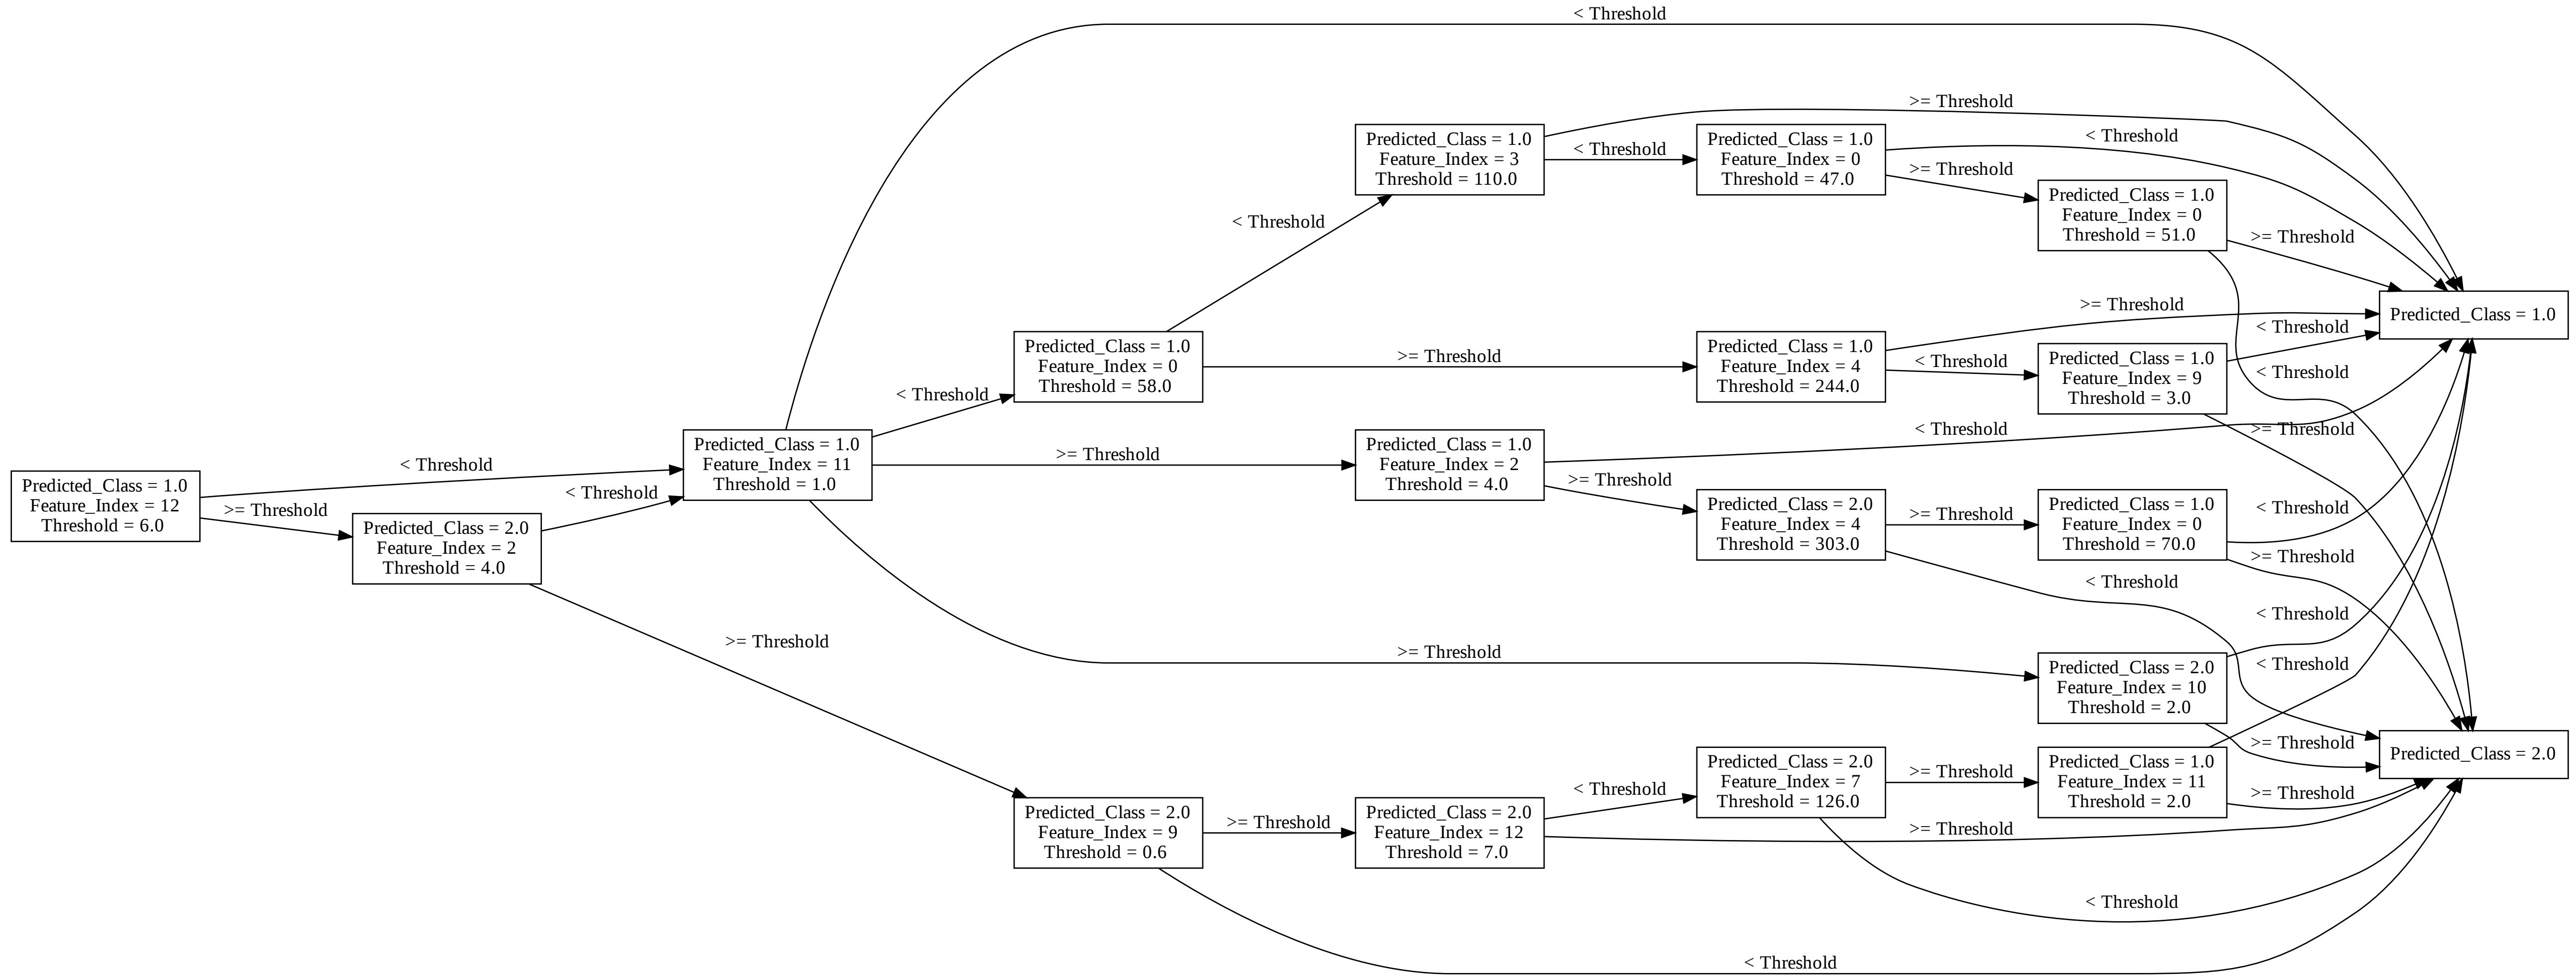 < Threshold
>= Threshold
Predicted_Class = 1.0
Feature_Index = 3
Threshold = 110.0
< Threshold
Predicted_Class = 1.0
Feature_Index = 0
Threshold = 47.0
< Threshold
>= Threshold
Predicted_Class = 1.0
Feature_Index = 0
Threshold = 51.0
>= Threshold
< Threshold
Predicted_Class = 1.0
>= Threshold
Predicted_Class = 1.0
Feature_Index = 0
Threshold = 58.0
>= Threshold
Predicted_Class = 1.0
Feature_Index = 4
Threshold = 244.0
< Threshold
Predicted_Class = 1.0
Feature_Index = 9
Threshold = 3.0
< Threshold
< Threshold
>= Threshold
< Threshold
Predicted_Class = 1.0
Feature_Index = 12
Threshold = 6.0
< Threshold
>= Threshold
Predicted_Class = 2.0
Feature_Index = 2
Threshold = 4.0
< Threshold
Predicted_Class = 1.0
Feature_Index = 11
Threshold = 1.0
>= Threshold
Predicted_Class = 1.0
Feature_Index = 2
Threshold = 4.0
< Threshold
>= Threshold
Predicted_Class = 2.0
Feature_Index = 4
Threshold = 303.0
>= Threshold
Predicted_Class = 1.0
Feature_Index = 0
Threshold = 70.0
< Threshold
>= Threshold
< Threshold
>= Threshold
>= Threshold
Predicted_Class = 2.0
Feature_Index = 10
Threshold = 2.0
< Threshold
< Threshold
>= Threshold
Predicted_Class = 2.0
Predicted_Class = 2.0
Feature_Index = 9
Threshold = 0.6
>= Threshold
Predicted_Class = 2.0
Feature_Index = 12
Threshold = 7.0
< Threshold
Predicted_Class = 2.0
Feature_Index = 7
Threshold = 126.0
>= Threshold
Predicted_Class = 1.0
Feature_Index = 11
Threshold = 2.0
>= Threshold
>= Threshold
< Threshold
< Threshold